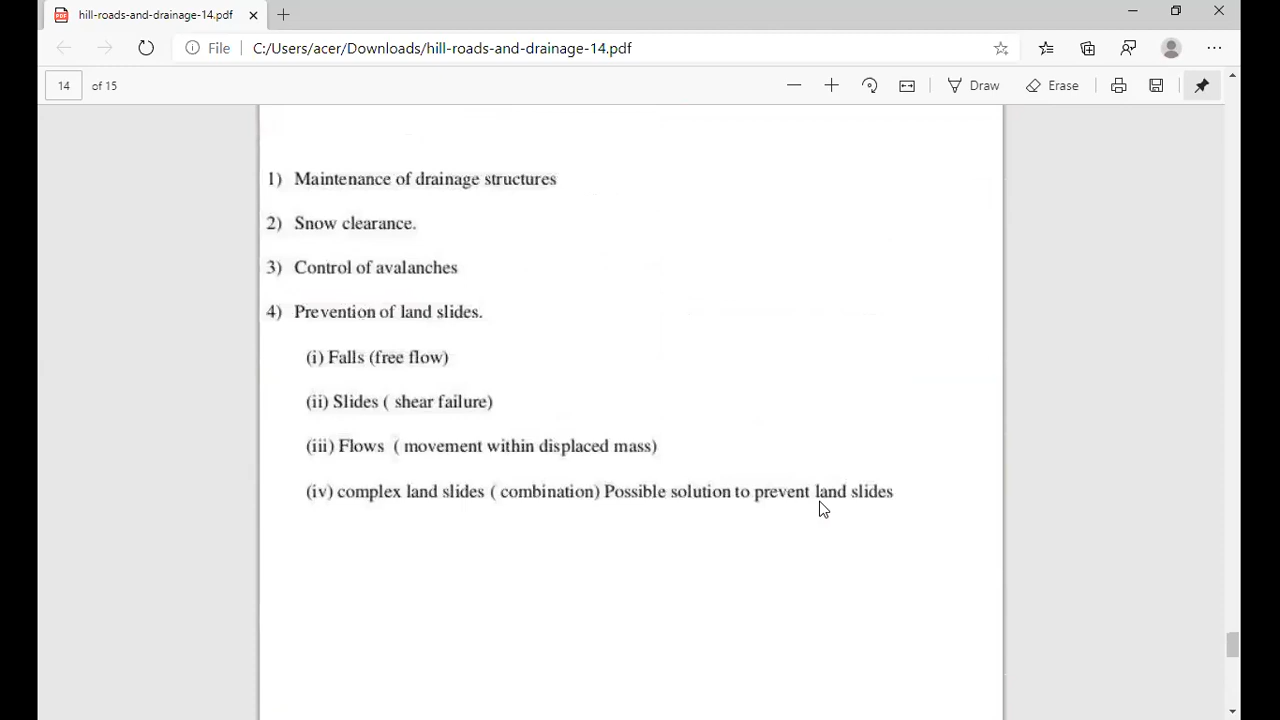 hill-roads-and-drainage-14.pdf
File C:/Users/acer/Downloads/hill-roads-and-drainage-14.pdf
14 of 15 Draw Erase
1) Maintenance of drainage structures
2) Snow clearance.
3) Control of avalanches
4) Prevention of land slides.
(i) Falls (free flow)
(ii) Slides ( shear failure)
(iii) Flows ( movement within displaced mass)
(iv) complex land slides ( combination) Possible solution to prevent land slides